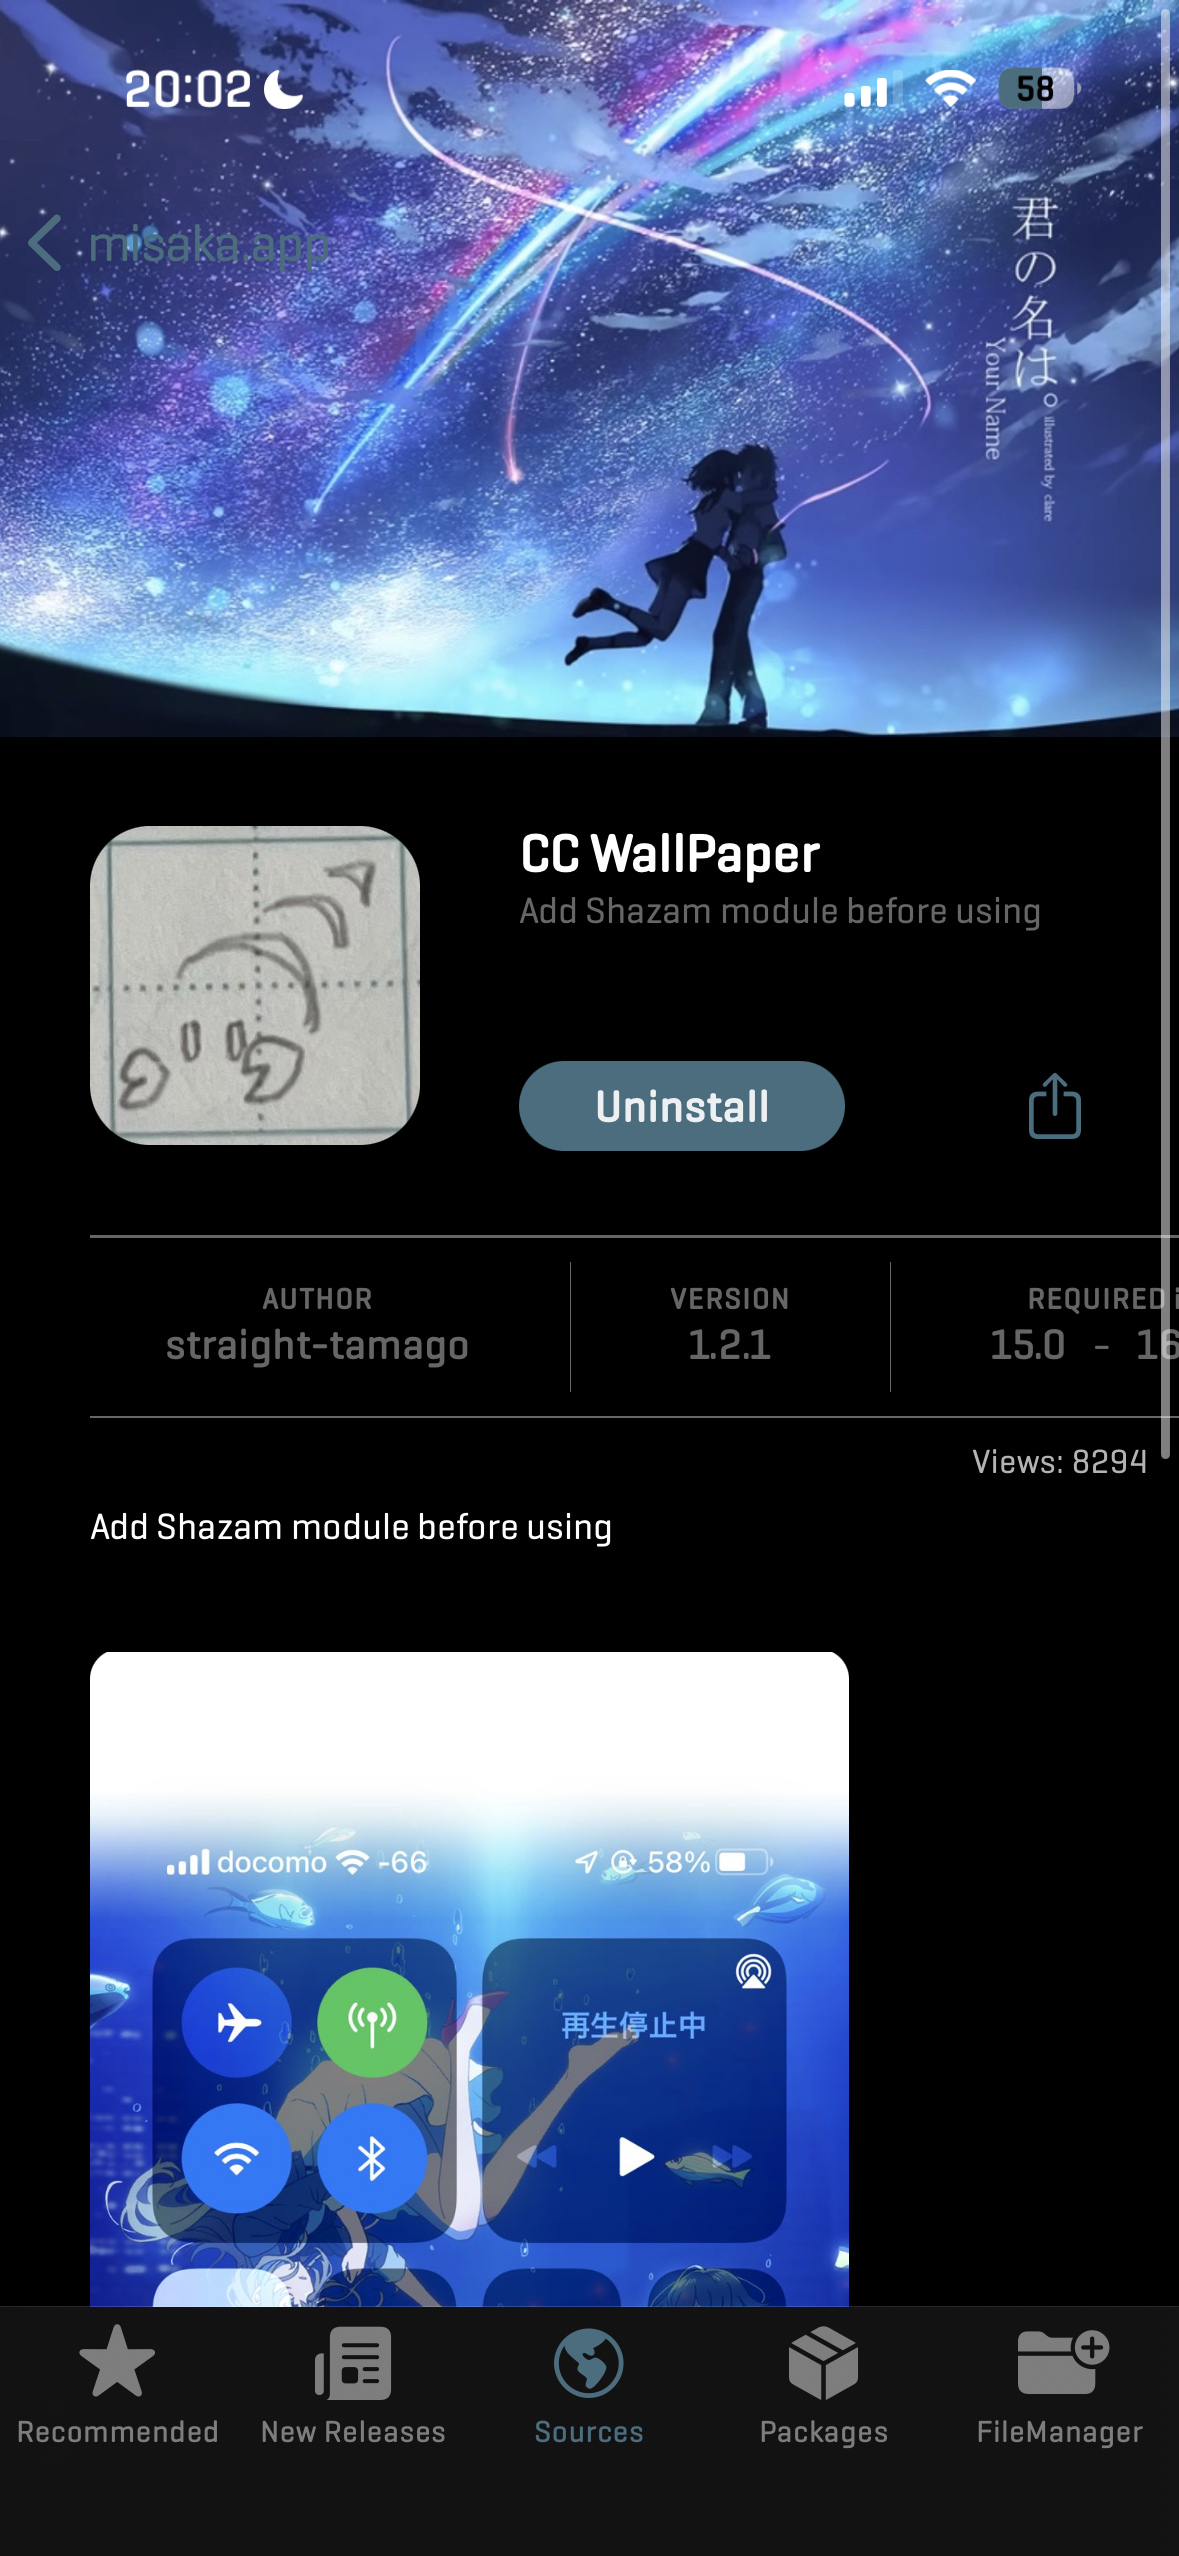 20:02
58
misaka.app
君の名は。
Your Name
illustrated by clare
CC WallPaper
Add Shazam module before using
Uninstall
AUTHOR
straight-tamago
VERSION
1.2.1
REQUIRED i
15.0 - 16
Views: 8294
Add Shazam module before using
docomo -66
58%
再生停止中
Recommended
New Releases
Sources
Packages
FileManager